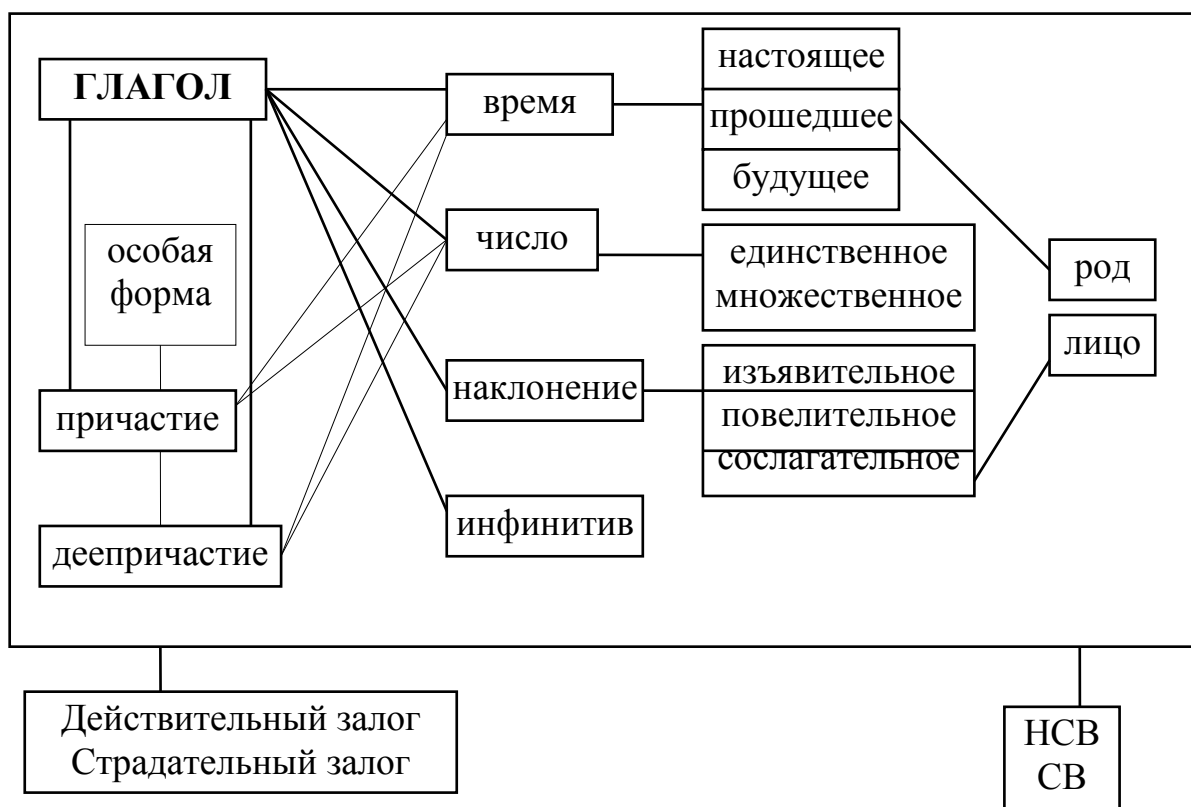 ГЛАГОЛ
особая
форма
причастие
деепричастие
время
число
наклонение
инфинитив
настоящее
прошедшее
будущее
единственное
множественное
изъявительное
повелительное
сослагательное
род
лицо
Действительный залог
Страдательный залог
НСВ
СВ